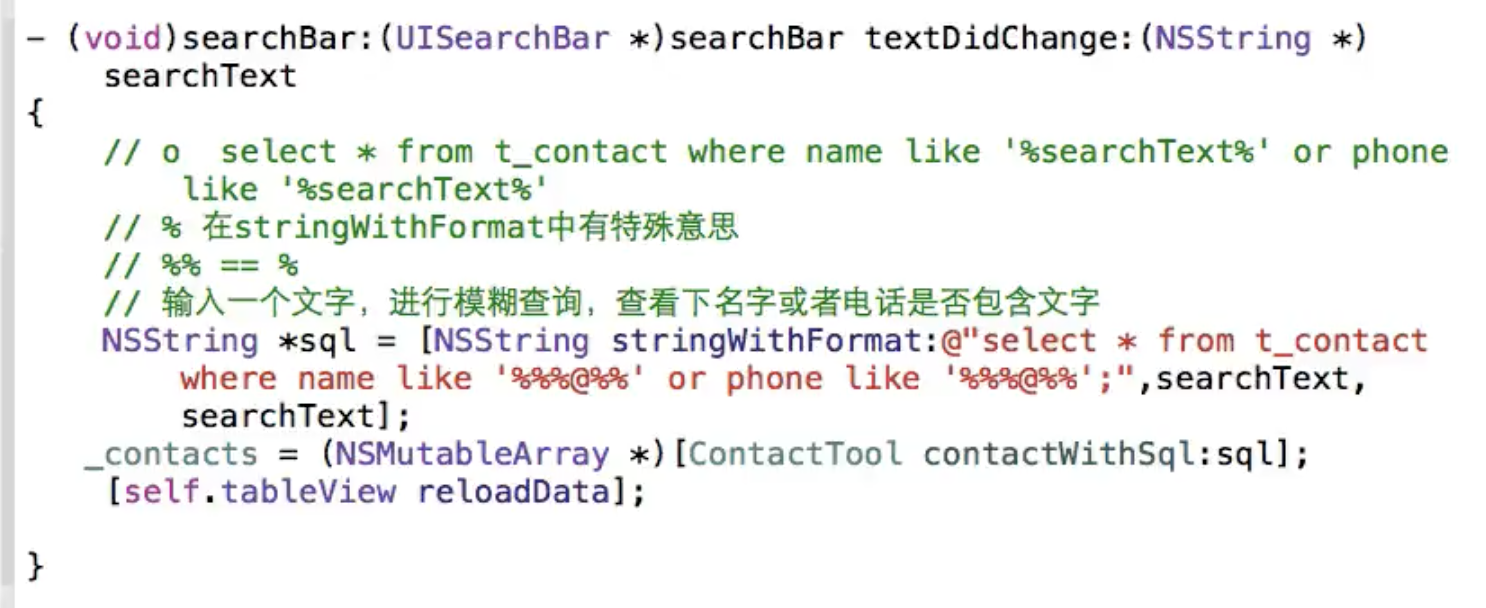 - (void)searchBar:(UISearchBar *)searchBar textDidChange:(NSString *)
searchText
{
// o  select * from t_contact where name like '%searchText%' or phone
like '%searchText%'
// % 在stringWithFormat中有特殊意思
// %% == %
// 输入一个文字，进行模糊查询，查看下名字或者电话是否包含文字
NSString *sql = [NSString stringWithFormat:@"select * from t_contact
where name like '%%%@%%' or phone like '%%%@%%';",searchText,
searchText];
_contacts = (NSMutableArray *)[ContactTool contactWithSql:sql];
[self.tableView reloadData];
}